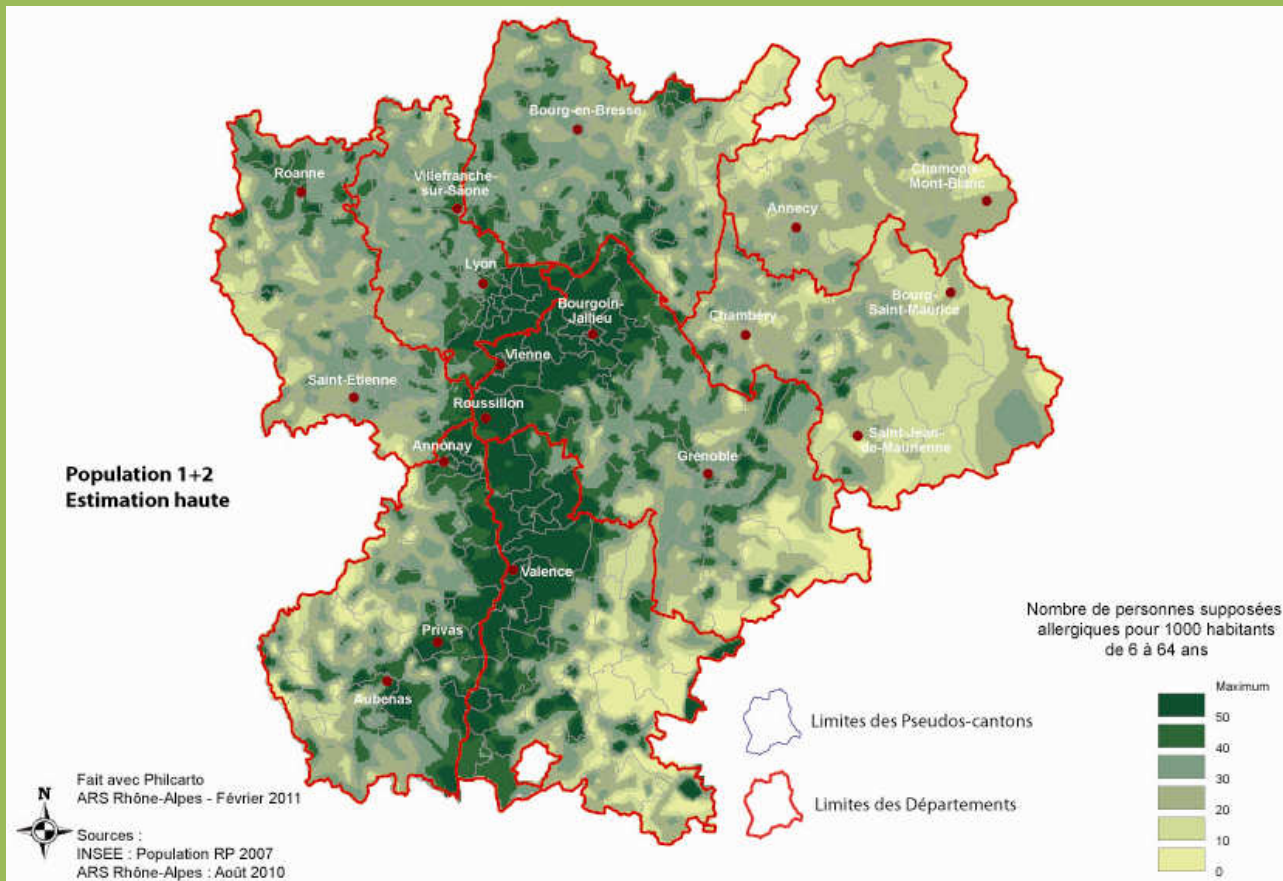 Bourg-en-Bresse
Roanne
Villefranche-
sur-Saône
Chamonix-
Mont-Blanc
Annecy
Lyon
Bourgoin-
Jallieu
Bourg-
Saint-Maurice
Chambéry
Vienne
Saint-Etienne
Roussillon
Saint-Jean-
de-Maurienne
Annonay
Grenoble
Population 1+2
Estimation haute
Valence
Privas
Aubenas
Nombre de personnes supposées
allergiques pour 1000 habitants
de 6 à 64 ans
Maximum
50
40
30
20
10
0
Limites des Pseudos-cantons
Limites des Départements
Fait avec Philcarto
ARS Rhône-Alpes - Février 2011
N
Sources :
INSEE : Population RP 2007
ARS Rhône-Alpes : Août 2010